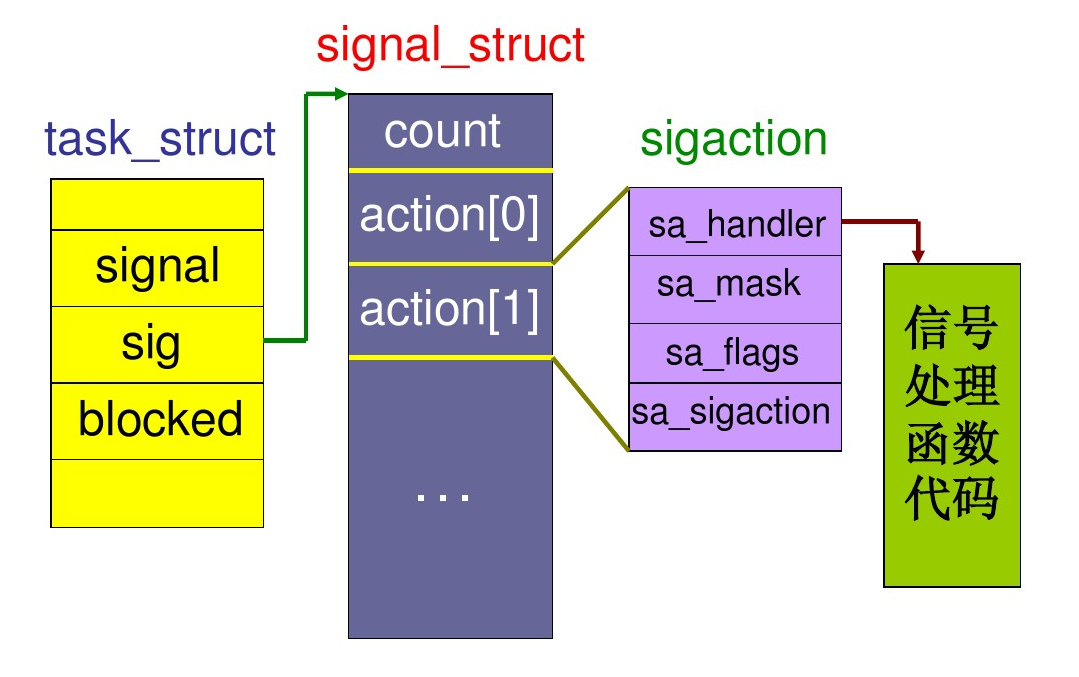 signal_struct
task_struct
count
sigaction
action[0]
sa_handler
signal
sa_mask
action[1]
信号
处理
函数
代码
sig
sa_flags
blocked
sa_sigaction
...